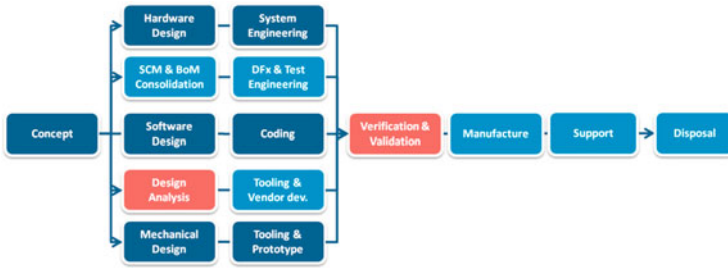 Hardware
Design
System
Engineering
SCM & BoM
Consolidation
DFx & Test
Engineering
Concept
Software
Design
Coding
Verification &
Validation
Manufacture
Support
Disposal
Design
Analysis
Tooling &
Vendor dev.
Mechanical
Design
Tooling &
Prototype